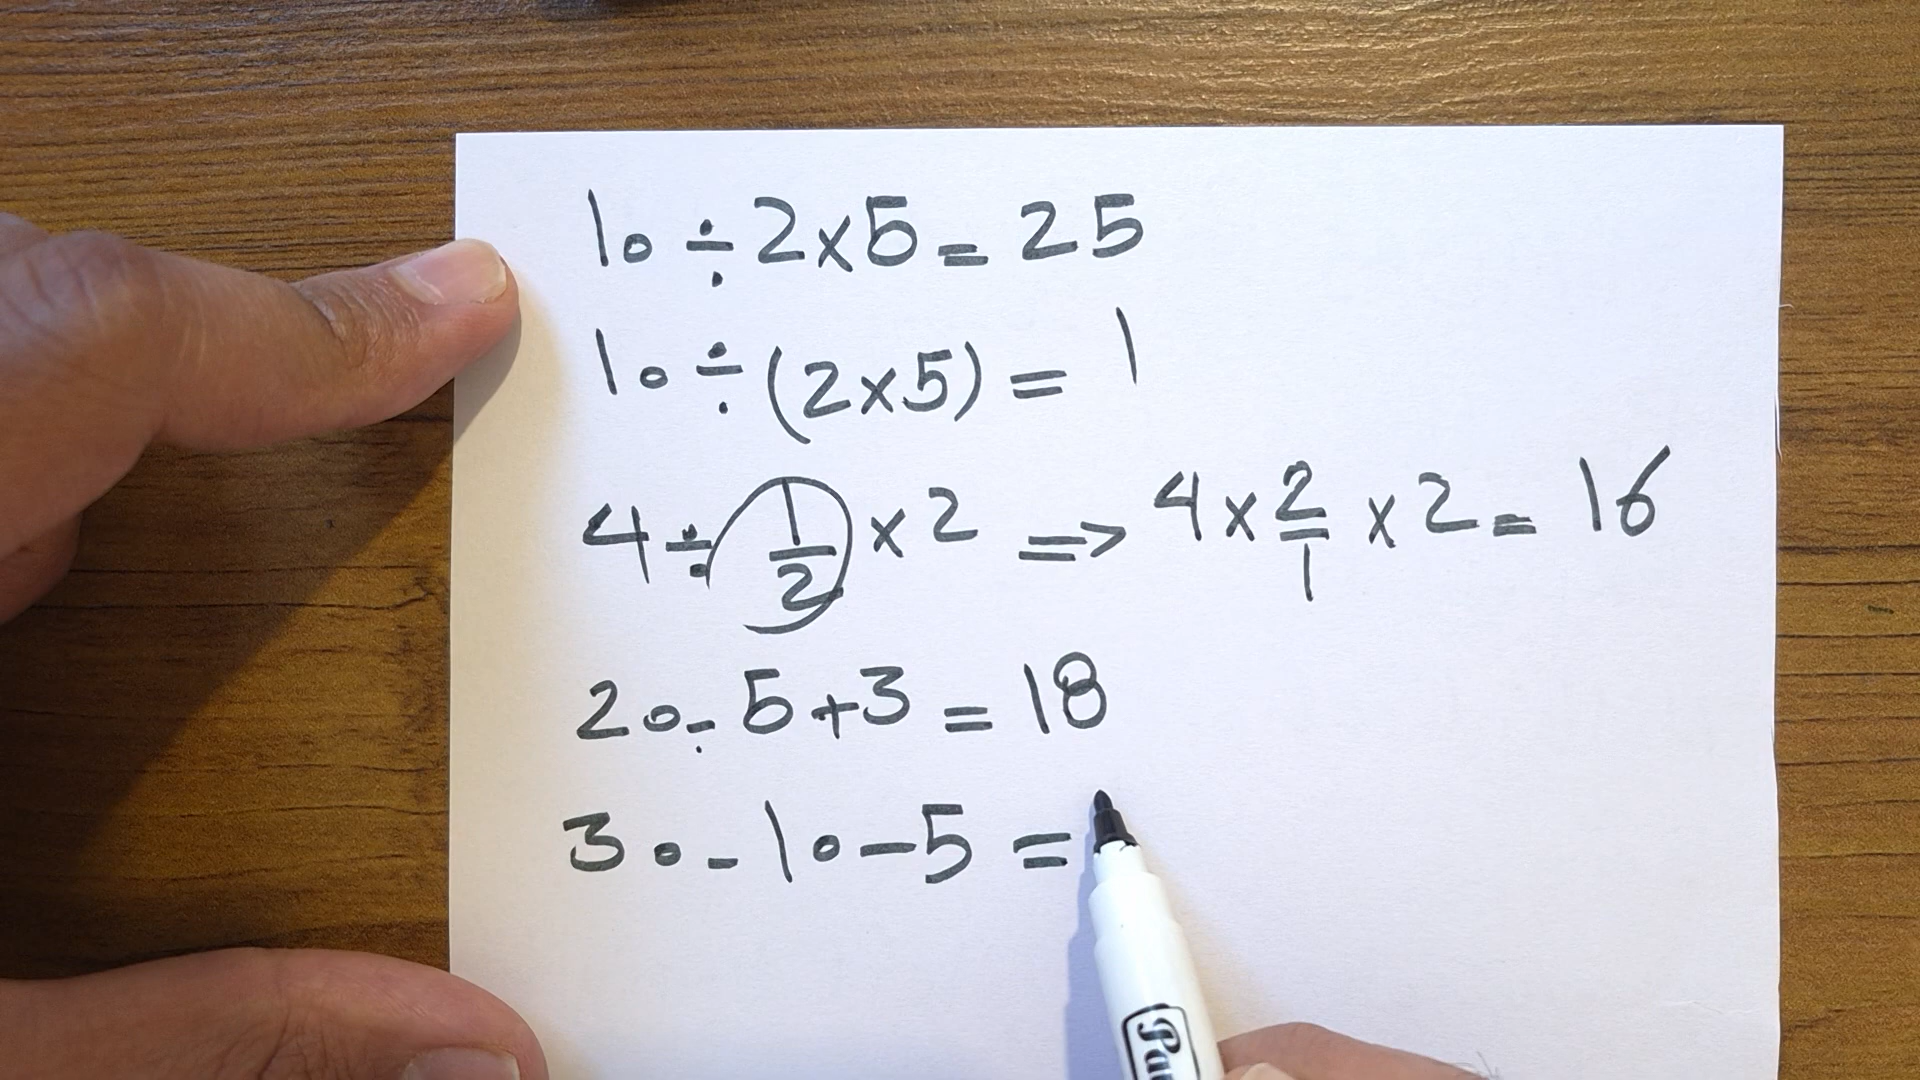 10 ÷ 2 × 5 = 25
10 ÷ (2 × 5) = 1
4 ÷ 1/2 × 2 => 4 × 2/1 × 2 = 16
20 - 5 + 3 = 18
30 - 10 - 5 =